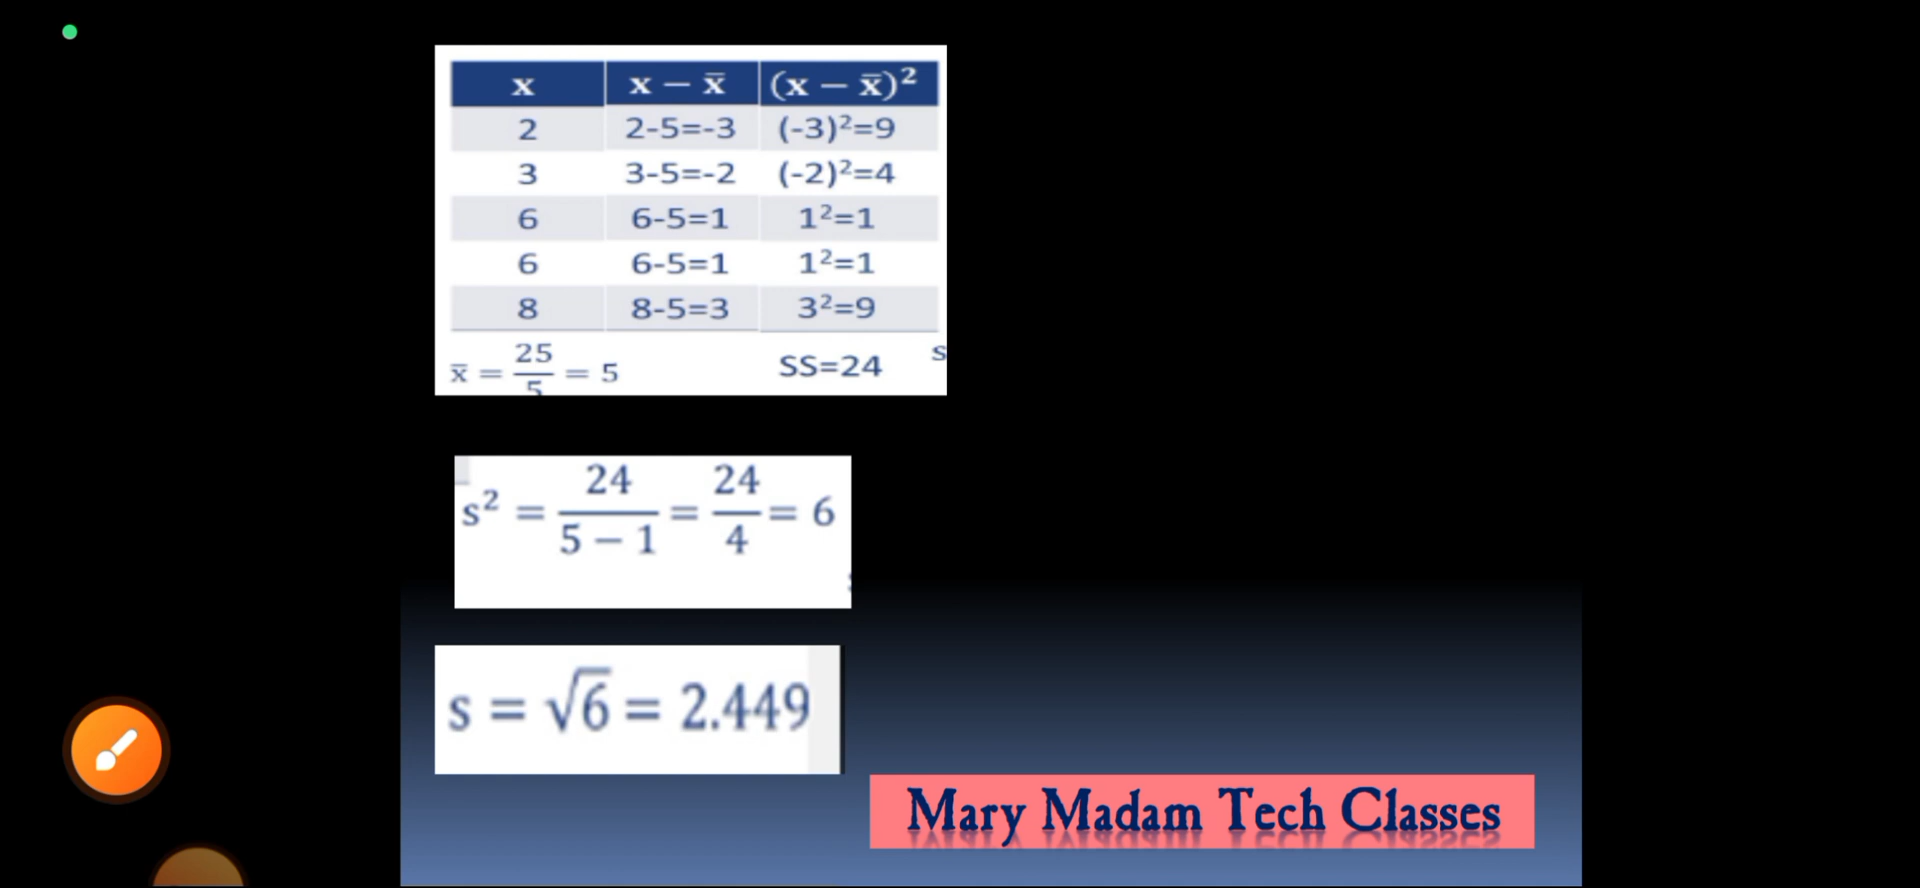 x x − x̄ (x − x̄)²
2 2-5=-3 (-3)²=9
3 3-5=-2 (-2)²=4
6 6-5=1 1²=1
6 6-5=1 1²=1
8 8-5=3 3²=9
x̄ = 25/5 = 5 SS=24 s
s² = 24/(5 − 1) = 24/4 = 6
s = √6 = 2.449
Mary Madam Tech Classes